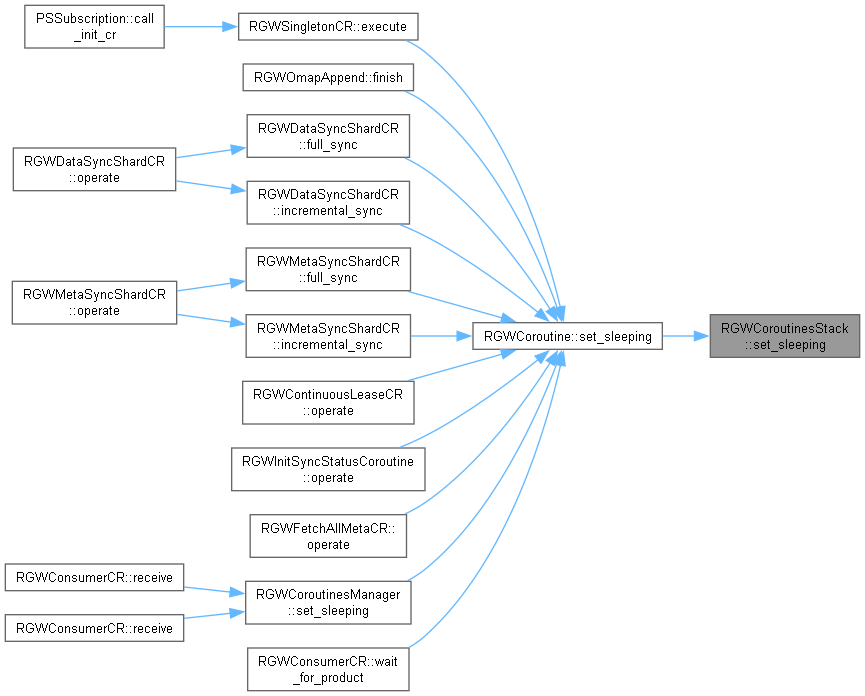 PSSubscription::call
_init_cr
RGWSingletonCR::execute
RGWOmapAppend::finish
RGWDataSyncShardCR
::full_sync
RGWDataSyncShardCR
::operate
RGWDataSyncShardCR
::incremental_sync
RGWMetaSyncShardCR
::full_sync
RGWMetaSyncShardCR
::operate
RGWMetaSyncShardCR
::incremental_sync
RGWCoroutine::set_sleeping
RGWCoroutinesStack
::set_sleeping
RGWContinuousLeaseCR
::operate
RGWInitSyncStatusCoroutine
::operate
RGWFetchAllMetaCR::
operate
RGWConsumerCR::receive
RGWCoroutinesManager
::set_sleeping
RGWConsumerCR::receive
RGWConsumerCR::wait
_for_product